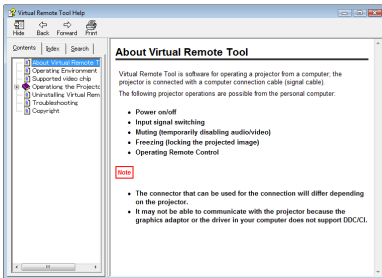 Virtual Remote Tool Help
Hide Back Forward Print
Contents Index Search
About Virtual Remote T
Operating Environment
Supported video chip
Operating the Projecto
Uninstalling Virtual Rem
Troubleshooting
Copyright
About Virtual Remote Tool
Virtual Remote Tool is software for operating a projector from a computer; the
projector is connected with a computer connection cable (signal cable).
The following projector operations are possible from the personal computer:
• Power on/off
• Input signal switching
• Muting (temporarily disabling audio/video)
• Freezing (locking the projected image)
• Operating Remote Control
Note
• The connector that can be used for the connection will differ depending
on the projector.
• It may not be able to communicate with the projector because the
graphics adaptor or the driver in your computer does not support DDC/CI.